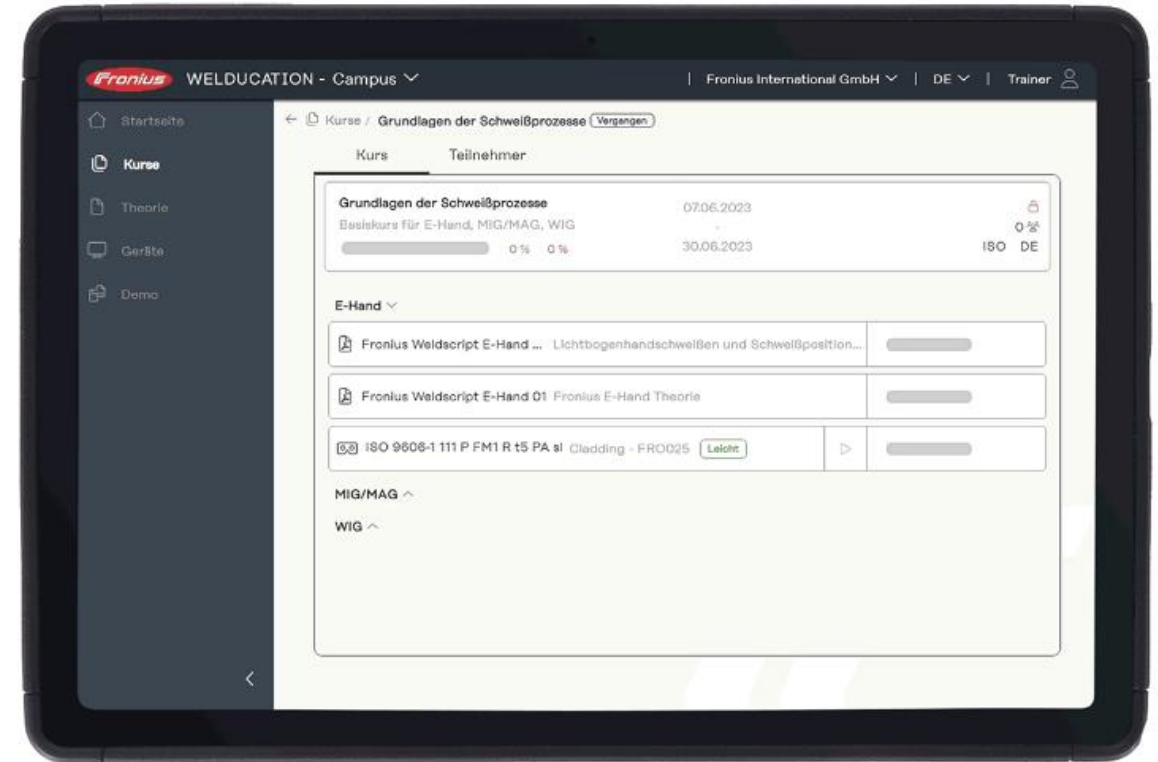 Fronius WELDUCATION - Campus | Fronius International GmbH | DE | Trainer
Startseite
Kurse
Theorie
Geräte
Demo
Kurse / Grundlagen der Schweißprozesse Vergangen
Kurs Teilnehmer
Grundlagen der Schweißprozesse
Basiskurs für E-Hand, MIG/MAG, WIG
0 % 0 %
07.06.2023
-
30.06.2023
0
ISO DE
E-Hand
Fronius Weldscript E-Hand ... Lichtbogenhandschweißen und Schweißposition...
Fronius Weldscript E-Hand 01 Fronius E-Hand Theorie
ISO 9606-1 111 P FM1 R t5 PA sl Cladding - FRO025 Leicht
MIG/MAG
WIG